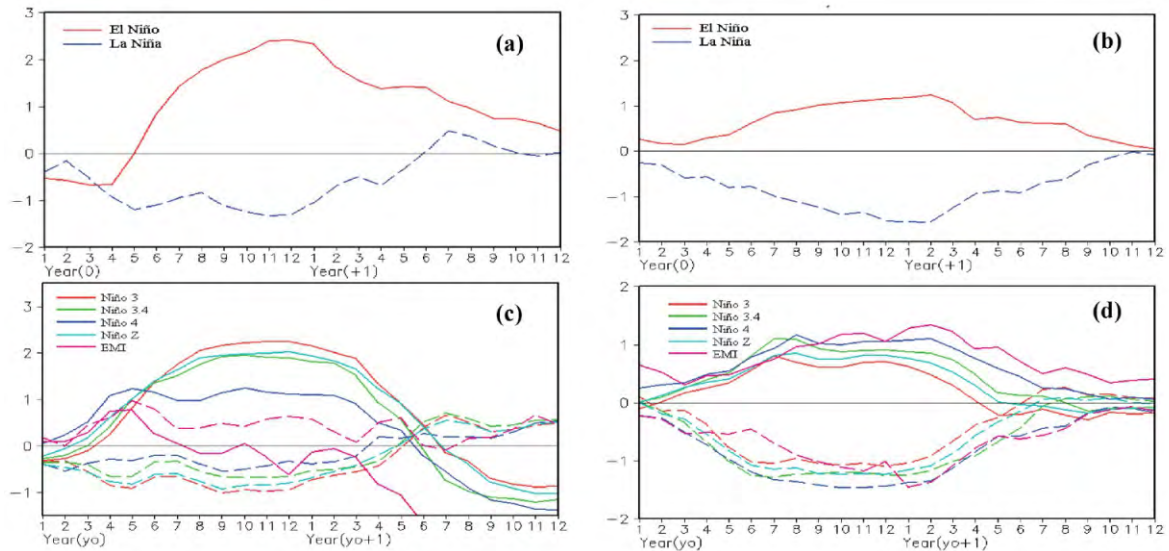 3
El Niño
La Niña
(a)
2
1
0
−1
−2
1 2 3 4 5 6 7 8 9 10 11 12 1 2 3 4 5 6 7 8 9 10 11 12
Year(0) Year(+1)
3
El Niño
La Niña
(b)
2
1
0
−1
−2
1 2 3 4 5 6 7 8 9 10 11 12 1 2 3 4 5 6 7 8 9 10 11 12
Year(0) Year(+1)
Niño 3
Niño 3.4
Niño 4
Niño Z
EMI
(c)
3
2
1
0
−1
1 2 3 4 5 6 7 8 9 10 11 12 1 2 3 4 5 6 7 8 9 10 11 12
Year(yo) Year(yo+1)
2
Niño 3
Niño 3.4
Niño 4
Niño Z
EMI
(d)
1
0
−1
−2
1 2 3 4 5 6 7 8 9 10 11 12 1 2 3 4 5 6 7 8 9 10 11 12
Year(yo) Year(yo+1)